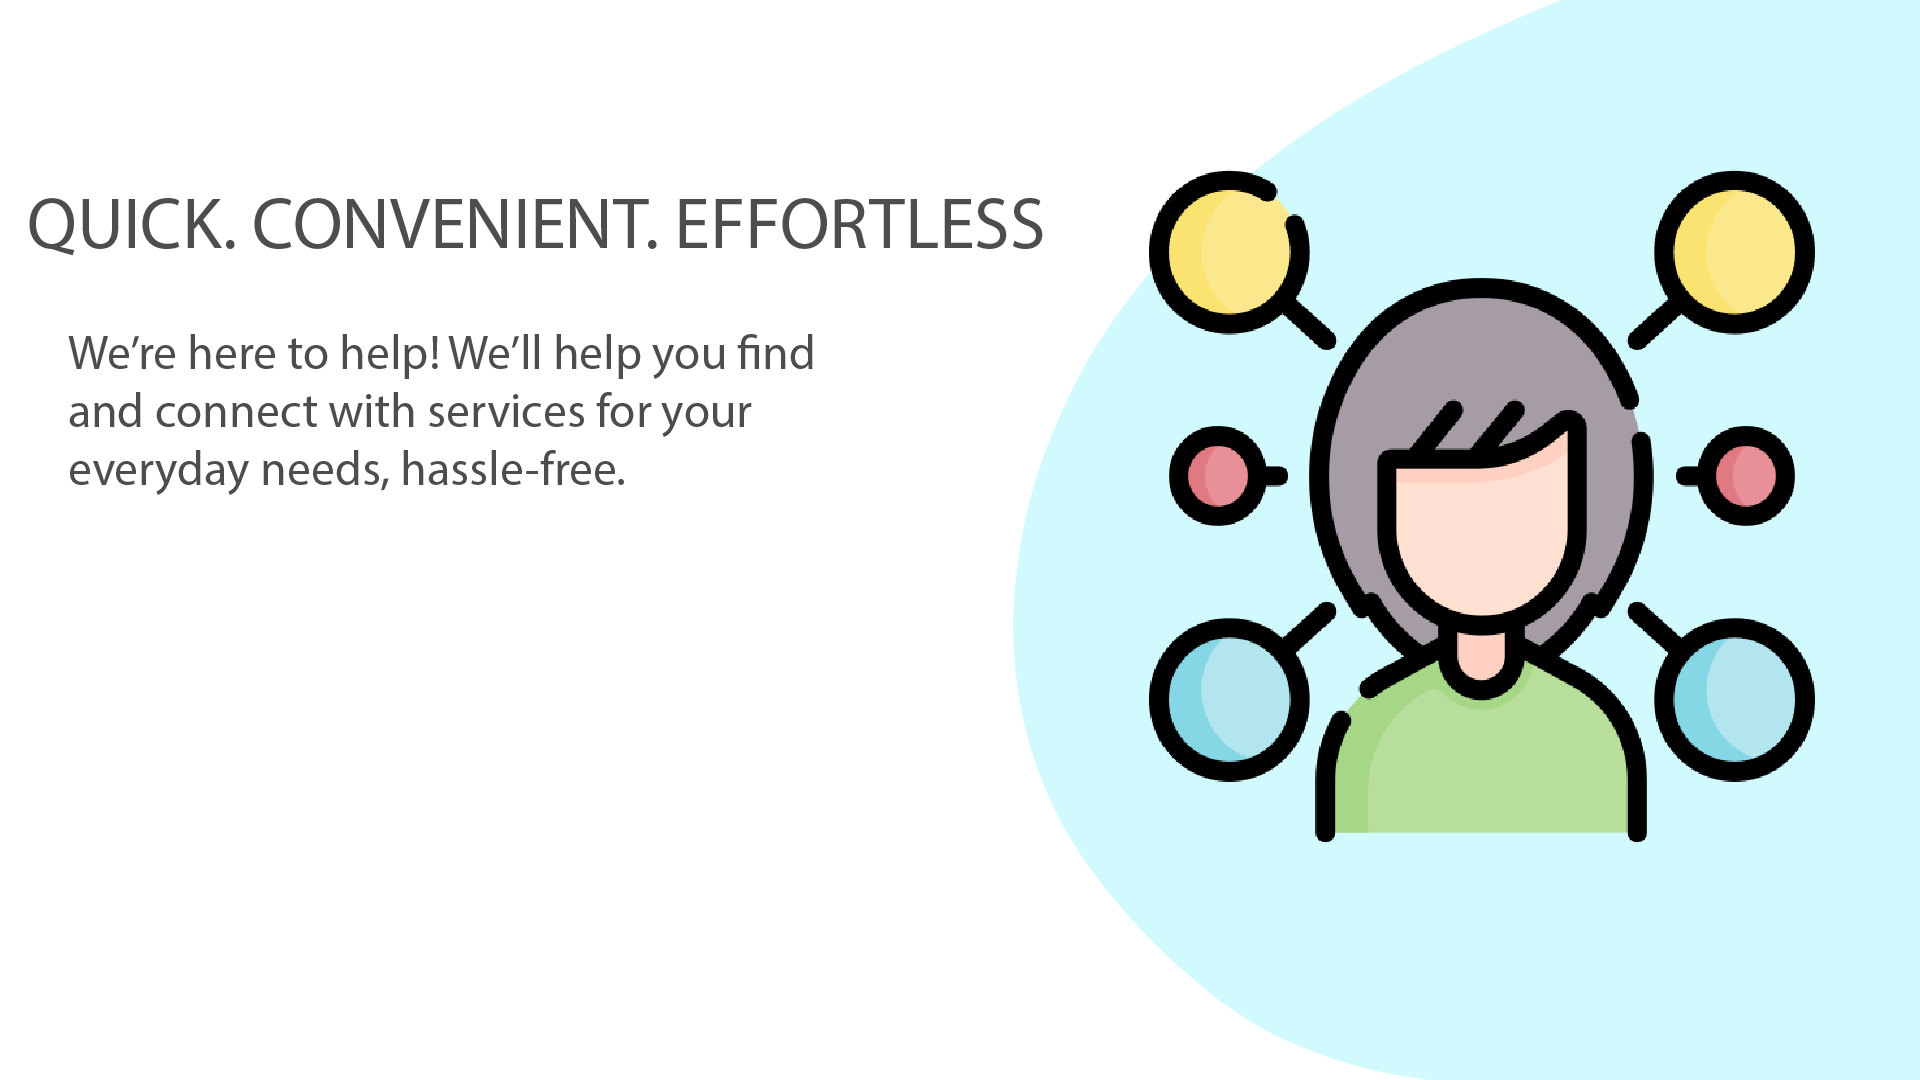 QUICK. CONVENIENT. EFFORTLESS
We’re here to help! We’ll help you find
and connect with services for your
everyday needs, hassle-free.